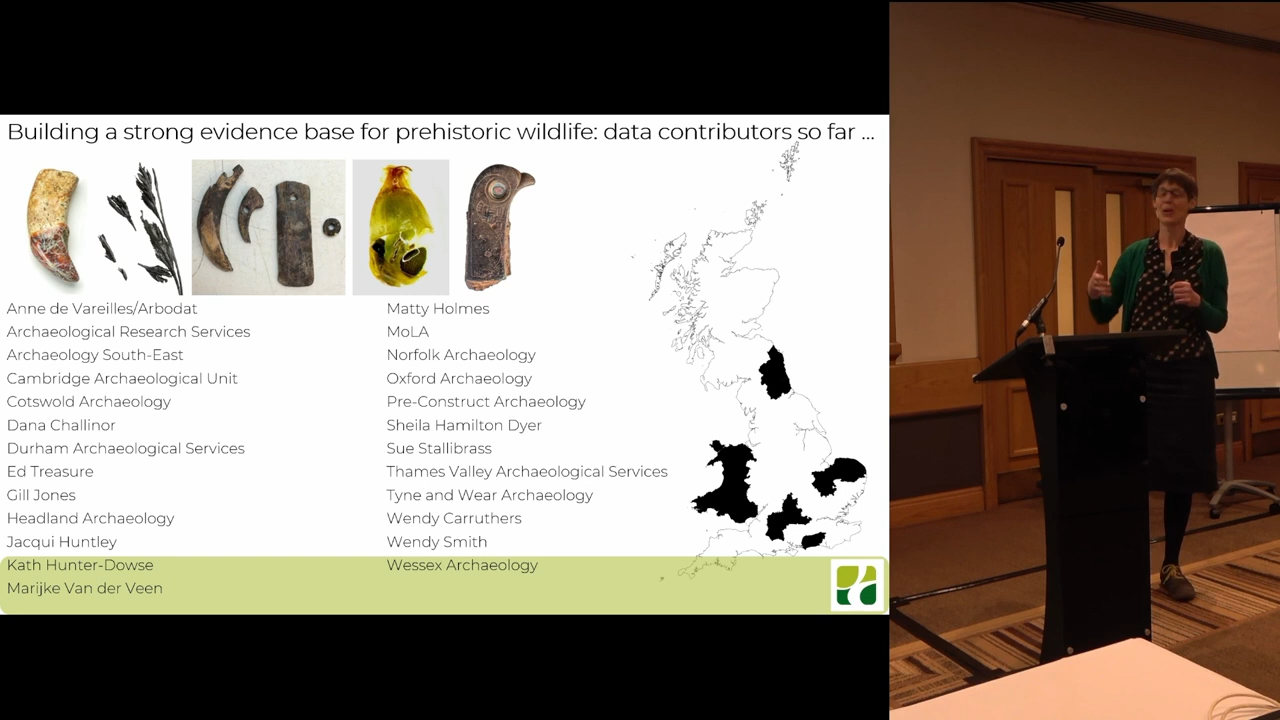 Building a strong evidence base for prehistoric wildlife: data contributors so far ...
Anne de Vareilles/Arbodat
Archaeological Research Services
Archaeology South-East
Cambridge Archaeological Unit
Cotswold Archaeology
Dana Challinor
Durham Archaeological Services
Ed Treasure
Gill Jones
Headland Archaeology
Jacqui Huntley
Kath Hunter-Dowse
Marijke Van der Veen
Matty Holmes
MoLA
Norfolk Archaeology
Oxford Archaeology
Pre-Construct Archaeology
Sheila Hamilton Dyer
Sue Stallibrass
Thames Valley Archaeological Services
Tyne and Wear Archaeology
Wendy Carruthers
Wendy Smith
Wessex Archaeology